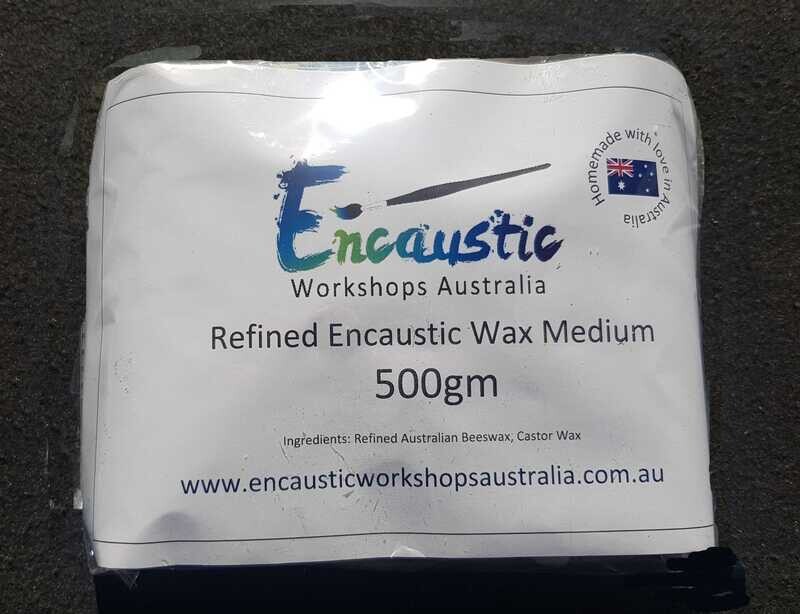 Homemade with love in Australia
Encaustic
Workshops Australia
Refined Encaustic Wax Medium
500gm
Ingredients: Refined Australian Beeswax, Castor Wax
www.encausticworkshopsaustralia.com.au